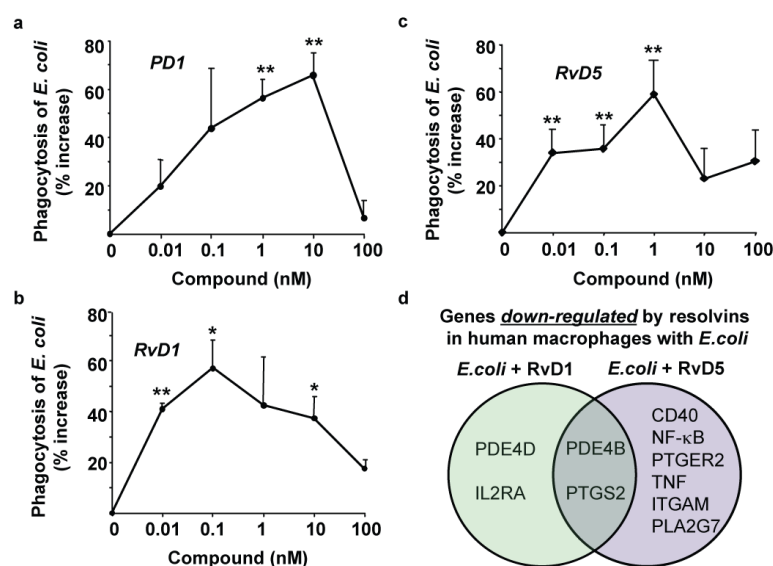 a
Phagocytosis of E. coli
(% increase)
80
60
40
20
PD1
**
**
0
0.01
0.1
1
10
100
Compound (nM)
b
Phagocytosis of E. coli
(% increase)
80
60
40
20
RvD1
**
*
*
0
0.01
0.1
1
10
100
Compound (nM)
c
Phagocytosis of E. coli
(% increase)
80
60
40
20
RvD5
**
**
**
0
0.01
0.1
1
10
100
Compound (nM)
d
Genes down-regulated by resolvins
in human macrophages with E.coli
E.coli + RvD1
E.coli + RvD5
PDE4D
IL2RA
PDE4B
PTGS2
CD40
NF-κB
PTGER2
TNF
ITGAM
PLA2G7